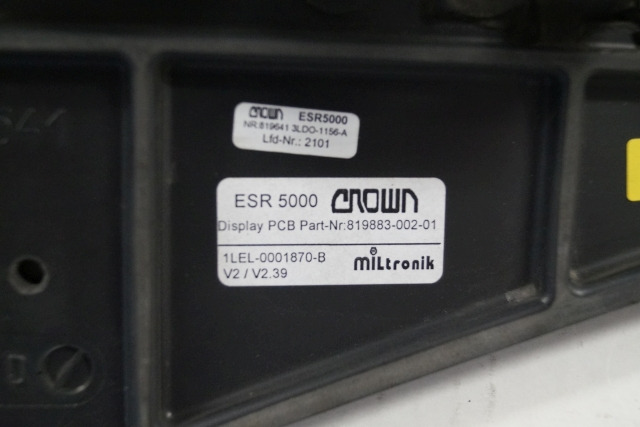 CROWN ESR5000
NR:819641 3LDO-1156-A
Lfd-Nr.: 2101
ESR 5000 CROWN
Display PCB Part-Nr:819883-002-01
1LEL-0001870-B
V2 / V2.39
miLtronik